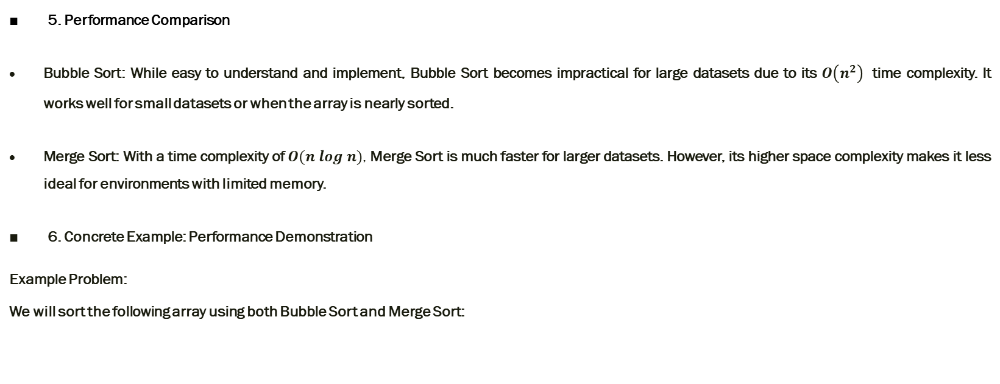 ▪ 5. Performance Comparison
• Bubble Sort: While easy to understand and implement, Bubble Sort becomes impractical for large datasets due to its O(n²) time complexity. It
works well for small datasets or when the array is nearly sorted.
• Merge Sort: With a time complexity of O(n log n), Merge Sort is much faster for larger datasets. However, its higher space complexity makes it less
ideal for environments with limited memory.
▪ 6. Concrete Example: Performance Demonstration
Example Problem:
We will sort the following array using both Bubble Sort and Merge Sort: